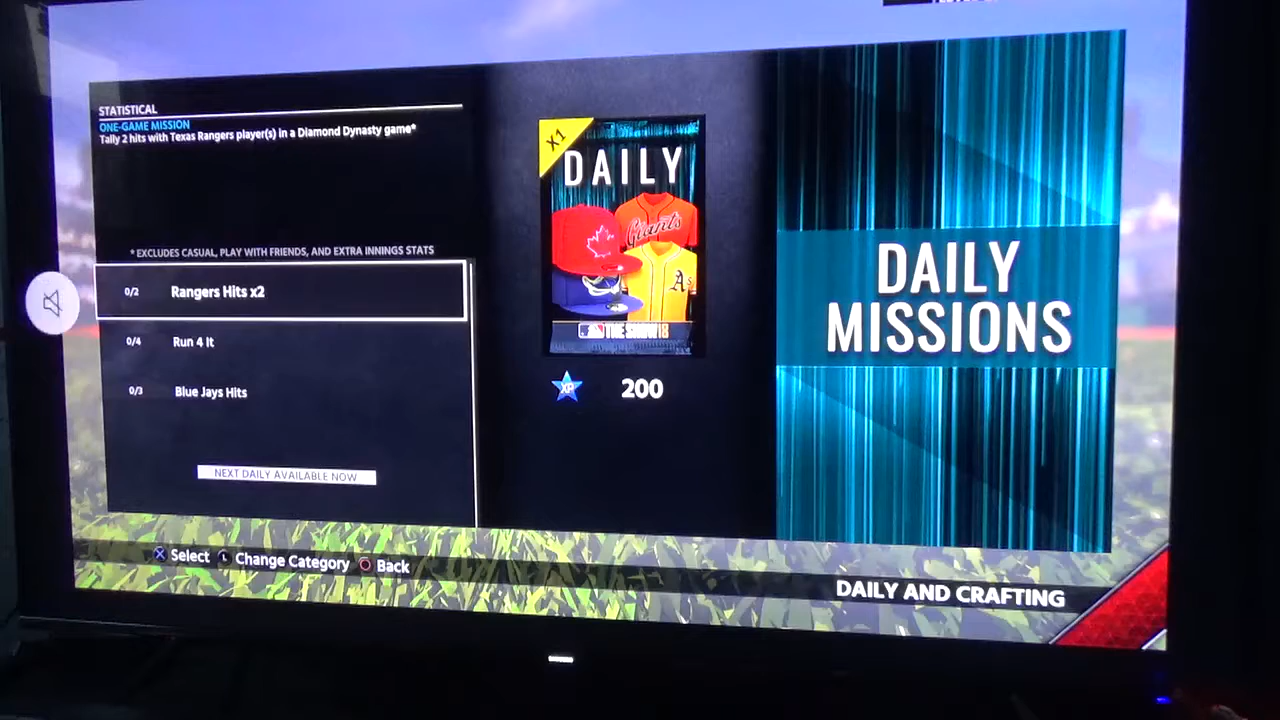 STATISTICAL
ONE-GAME MISSION
Tally 2 hits with Texas Rangers player(s) in a Diamond Dynasty game*
* EXCLUDES CASUAL, PLAY WITH FRIENDS, AND EXTRA INNINGS STATS
0/2 Rangers Hits x2
0/4 Run 4 It
0/3 Blue Jays Hits
NEXT DAILY AVAILABLE NOW
X1
DAILY
Giants
A's
THE SHOW 18
XP 200
DAILY
MISSIONS
Select L Change Category Back
DAILY AND CRAFTING